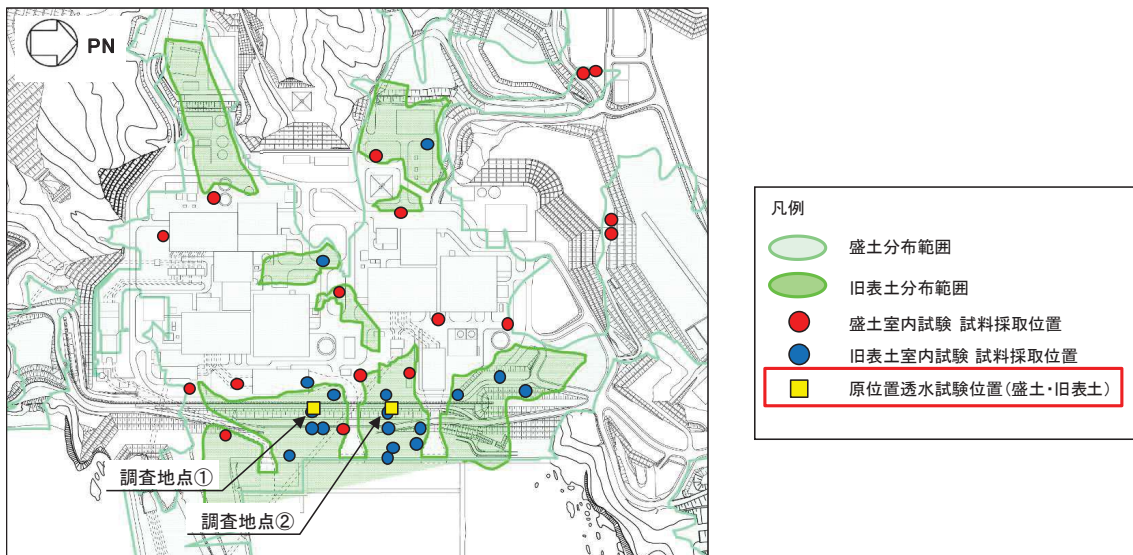 PN
調査地点①
調査地点②
凡例
盛土分布範囲
旧表土分布範囲
盛土室内試験 試料採取位置
旧表土室内試験 試料採取位置
原位置透水試験位置(盛土・旧表土)